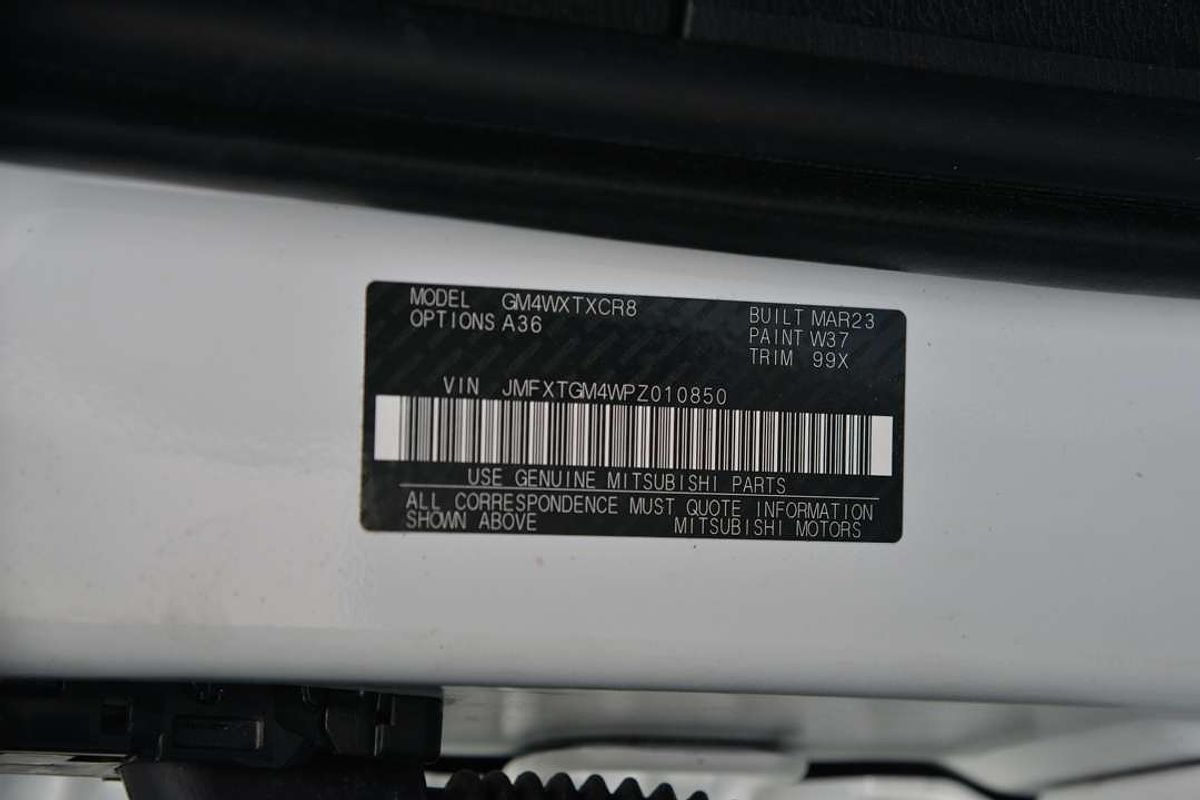 MODEL GM4WXTXCR8
OPTIONS A36
BUILT MAR23
PAINT W37
TRIM 99X
VIN JMFXTGM4WPZ010850
USE GENUINE MITSUBISHI PARTS
ALL CORRESPONDENCE MUST QUOTE INFORMATION
SHOWN ABOVE MITSUBISHI MOTORS